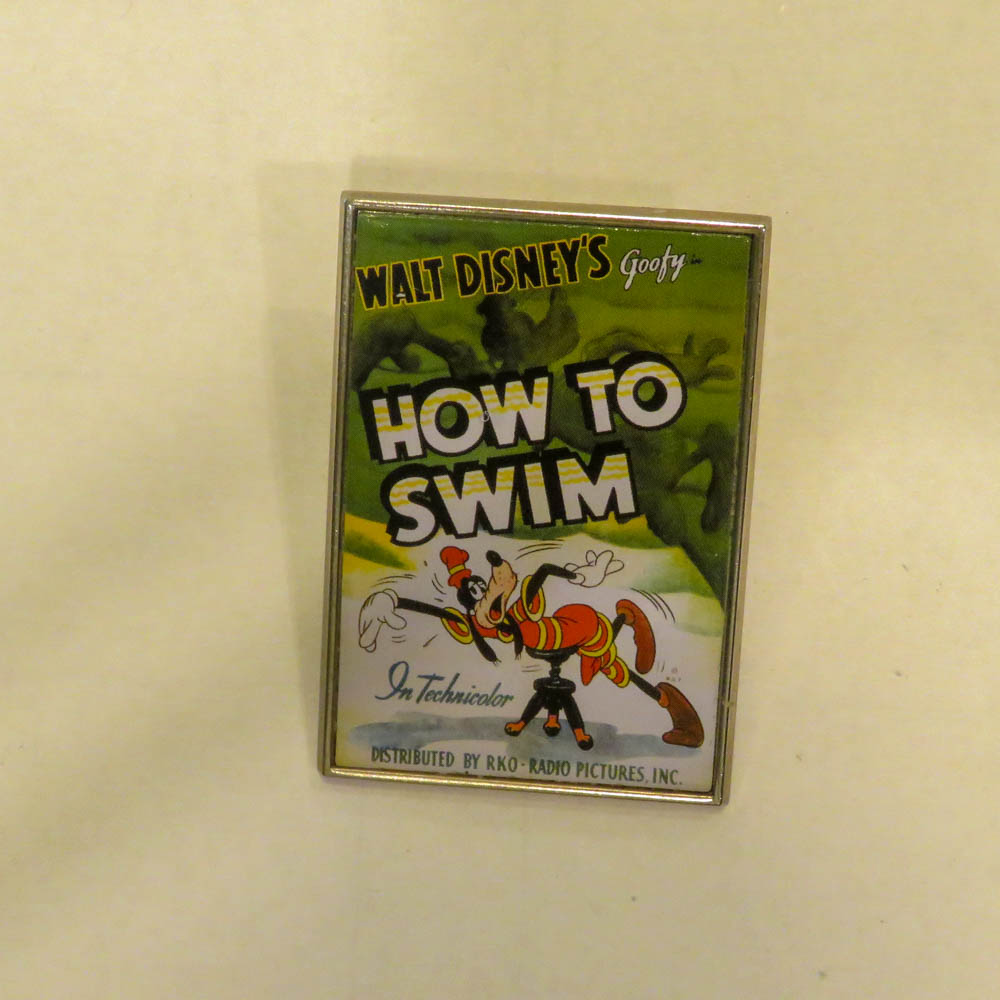 WALT DISNEY'S Goofy in
HOW TO
SWIM
In Technicolor
DISTRIBUTED BY RKO - RADIO PICTURES, INC.